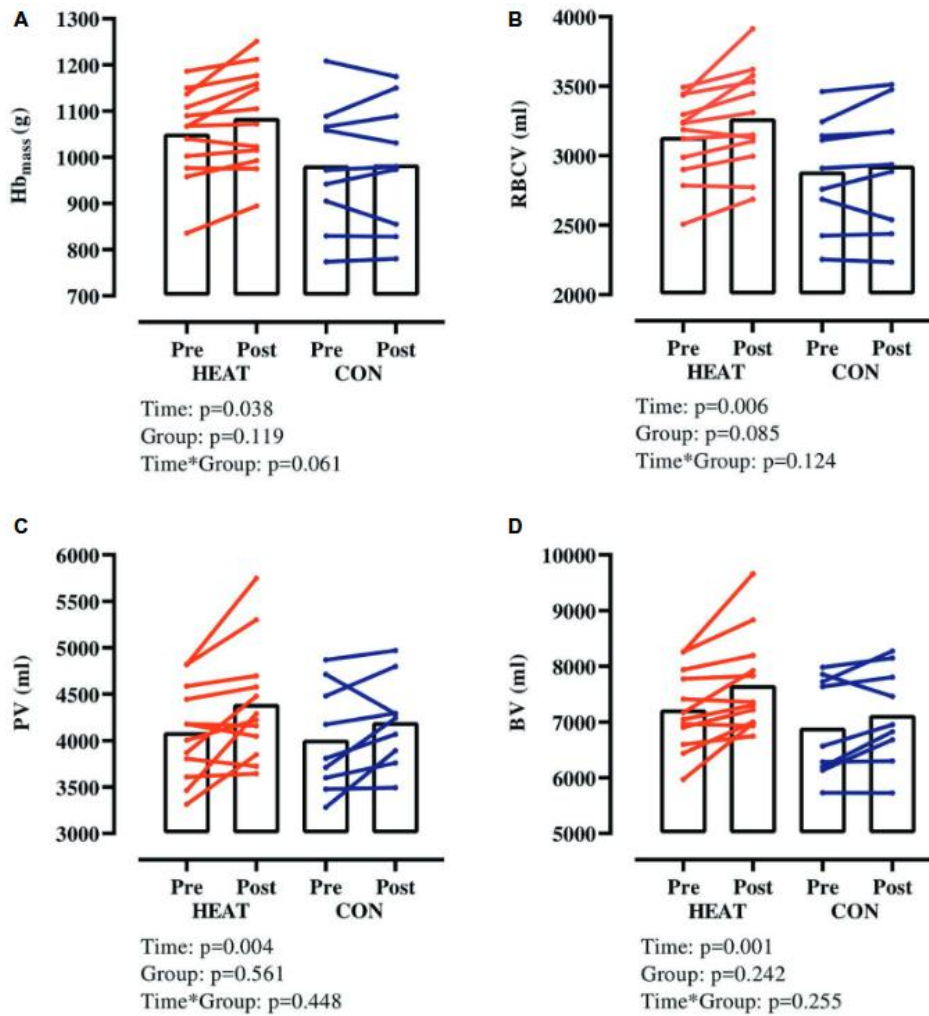 A
Hb_mass (g)
1300
1200
1100
1000
900
800
700
Pre Post Pre Post
HEAT CON
Time: p=0.038
Group: p=0.119
Time*Group: p=0.061
B
RBCV (ml)
4000
3500
3000
2500
2000
Pre Post Pre Post
HEAT CON
Time: p=0.006
Group: p=0.085
Time*Group: p=0.124
C
PV (ml)
6000
5500
5000
4500
4000
3500
3000
Pre Post Pre Post
HEAT CON
Time: p=0.004
Group: p=0.561
Time*Group: p=0.448
D
BV (ml)
10000
9000
8000
7000
6000
5000
Pre Post Pre Post
HEAT CON
Time: p=0.001
Group: p=0.242
Time*Group: p=0.255